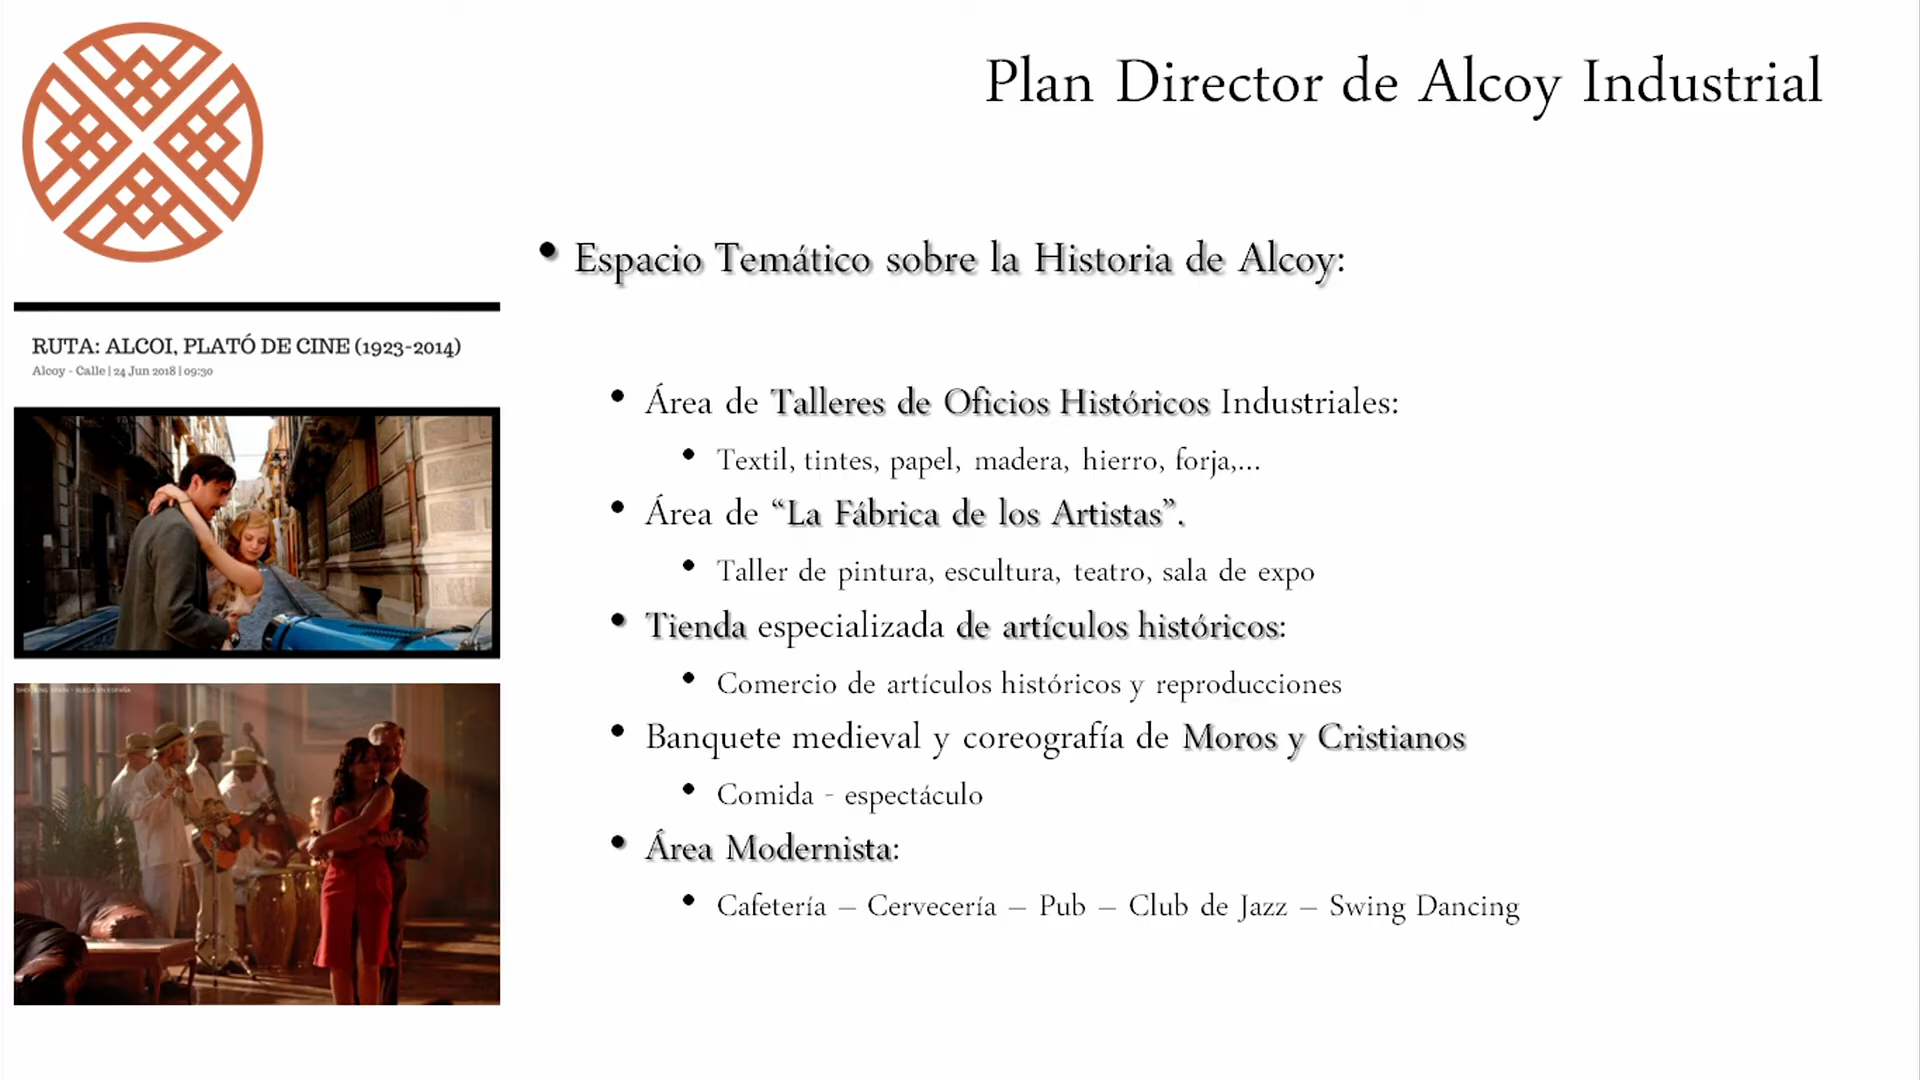 Plan Director de Alcoy Industrial
• Espacio Temático sobre la Historia de Alcoy:
RUTA: ALCOI, PLATÓ DE CINE (1923-2014)
Alcoy - Calle | 24 Jun 2018 | 09:30
• Área de Talleres de Oficios Históricos Industriales:
• Textil, tintes, papel, madera, hierro, forja,...
• Área de “La Fábrica de los Artistas”.
• Taller de pintura, escultura, teatro, sala de expo
• Tienda especializada de artículos históricos:
• Comercio de artículos históricos y reproducciones
• Banquete medieval y coreografía de Moros y Cristianos
• Comida - espectáculo
• Área Modernista:
• Cafetería – Cervecería – Pub – Club de Jazz – Swing Dancing